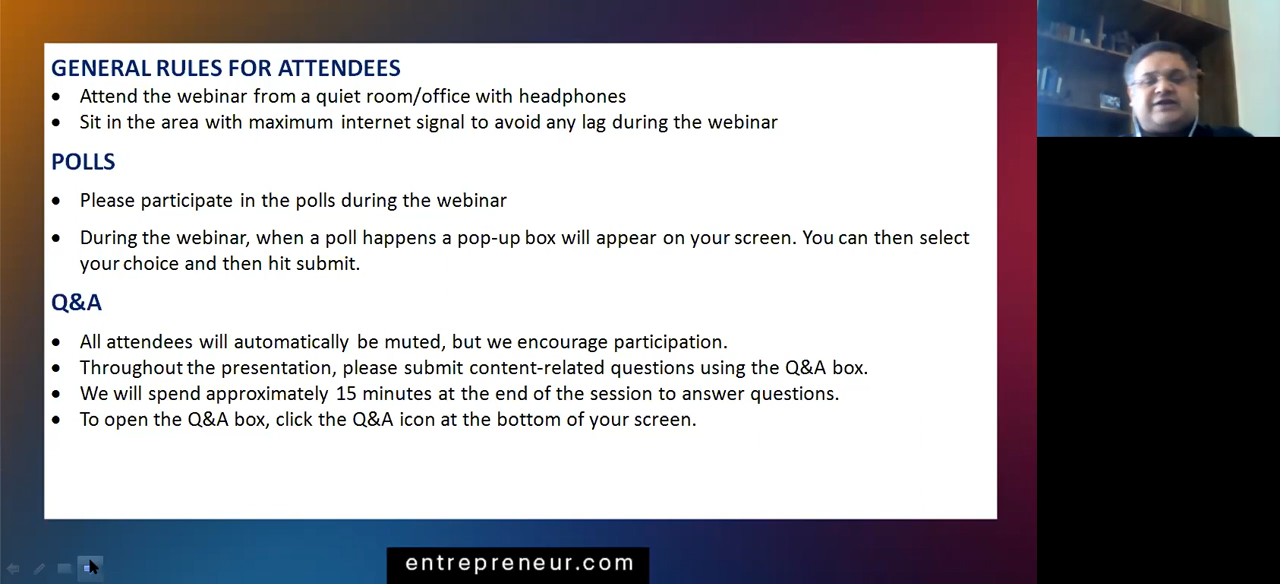 GENERAL RULES FOR ATTENDEES
• Attend the webinar from a quiet room/office with headphones
• Sit in the area with maximum internet signal to avoid any lag during the webinar
POLLS
• Please participate in the polls during the webinar
• During the webinar, when a poll happens a pop-up box will appear on your screen. You can then select
your choice and then hit submit.
Q&A
• All attendees will automatically be muted, but we encourage participation.
• Throughout the presentation, please submit content-related questions using the Q&A box.
• We will spend approximately 15 minutes at the end of the session to answer questions.
• To open the Q&A box, click the Q&A icon at the bottom of your screen.
entrepreneur.com